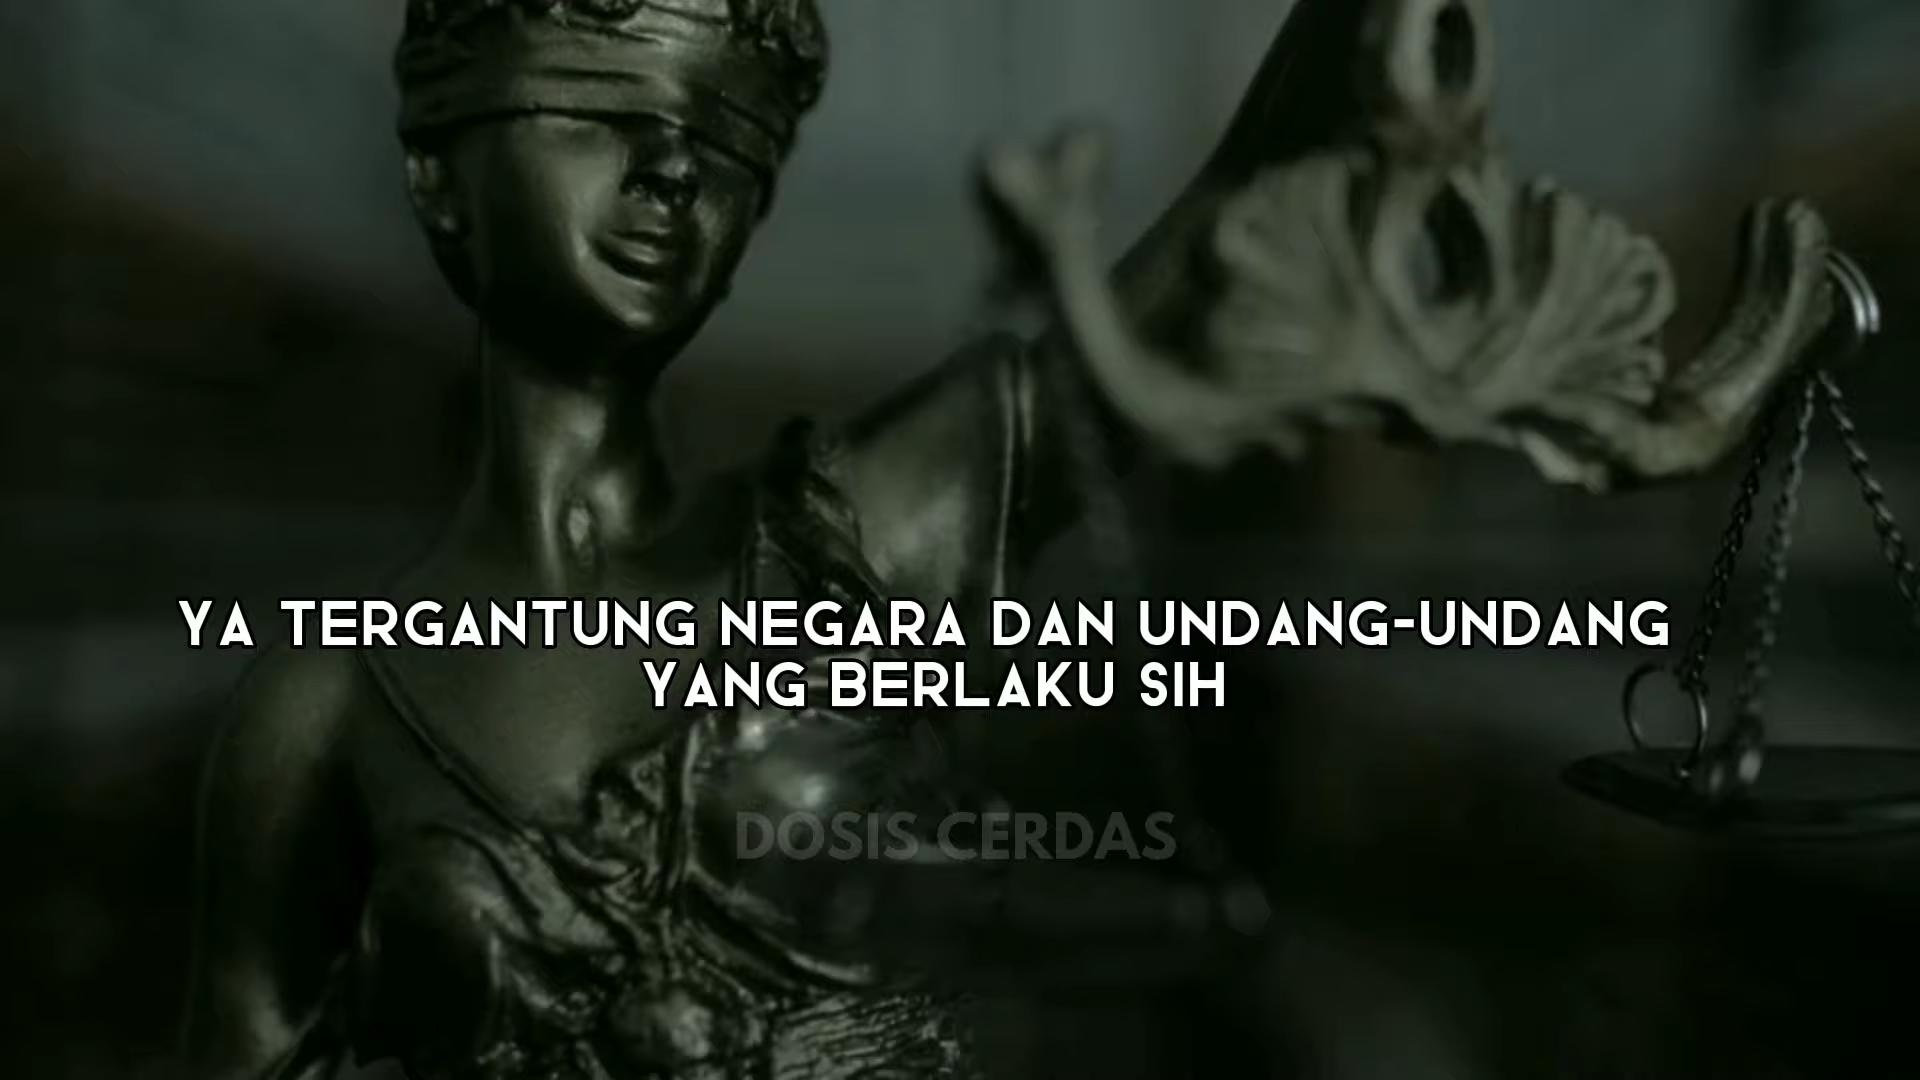 YA TERGANTUNG NEGARA DAN UNDANG-UNDANG
YANG BERLAKU SIH
DOSIS CERDAS